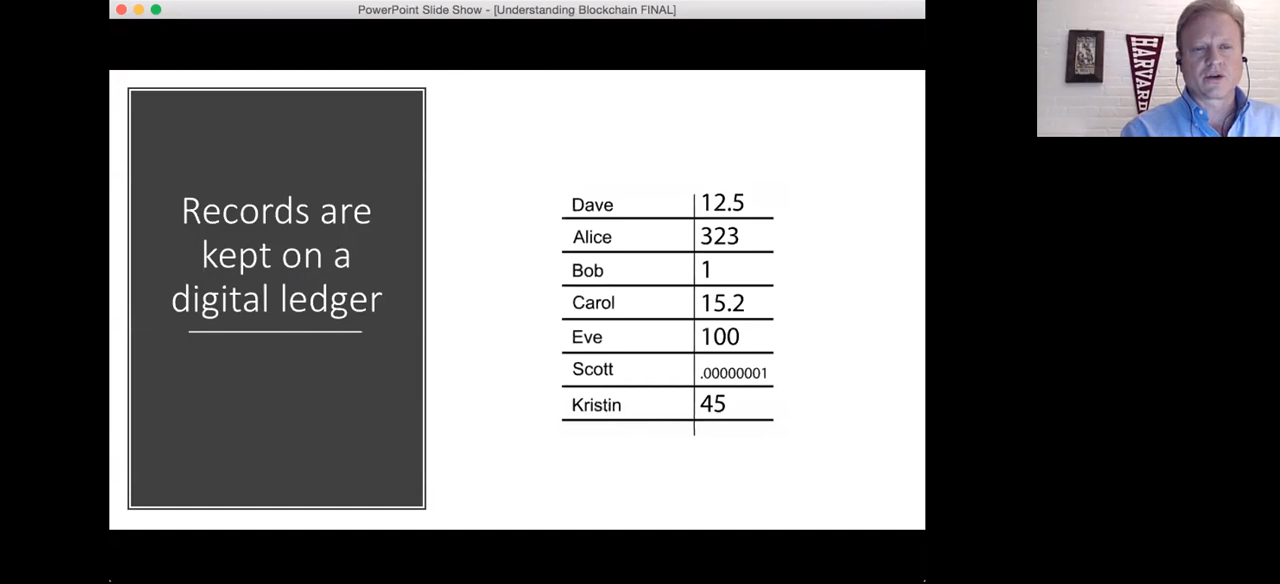 PowerPoint Slide Show - [Understanding Blockchain FINAL]
HARVARD
Records are
kept on a
digital ledger
Dave 12.5
Alice 323
Bob 1
Carol 15.2
Eve 100
Scott .00000001
Kristin 45